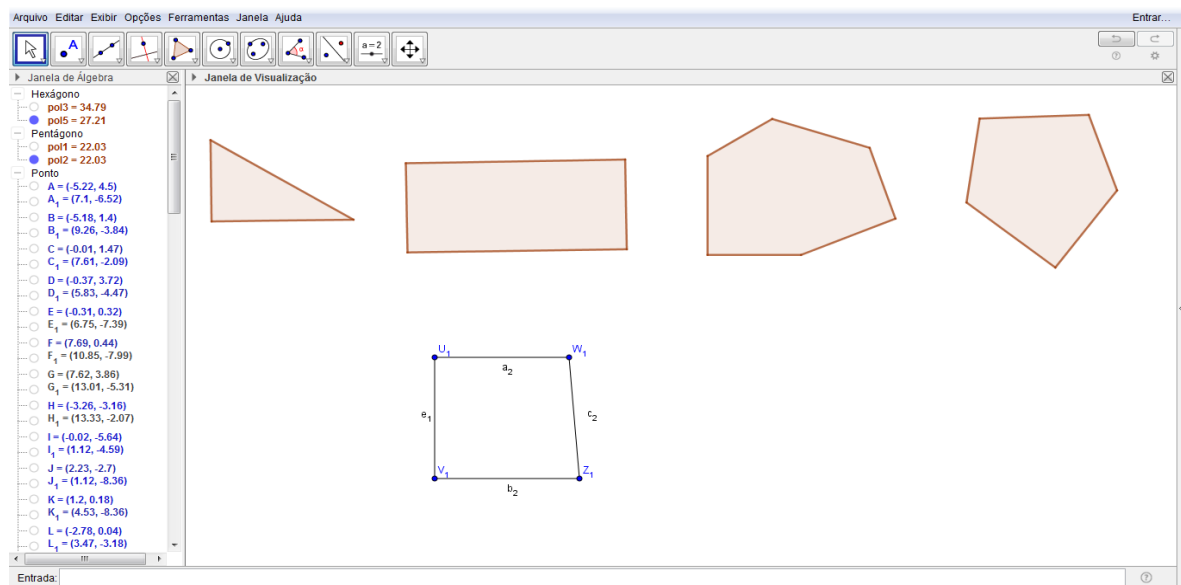 Arquivo Editar Exibir Opções Ferramentas Janela Ajuda
Entrar...
A
α
a=2
Janela de Álgebra
Janela de Visualização
Hexágono
pol3 = 34.79
pol5 = 27.21
Pentágono
pol1 = 22.03
pol2 = 22.03
Ponto
A = (-5.22, 4.5)
A₁ = (7.1, -6.52)
B = (-5.18, 1.4)
B₁ = (9.26, -3.84)
C = (-0.01, 1.47)
C₁ = (7.61, -2.09)
D = (-0.37, 3.72)
D₁ = (5.83, -4.47)
E = (-0.31, 0.32)
E₁ = (6.75, -7.39)
F = (7.69, 0.44)
F₁ = (10.85, -7.99)
G = (7.62, 3.86)
G₁ = (13.01, -5.31)
H = (-3.26, -3.16)
H₁ = (13.33, -2.07)
I = (-0.02, -5.64)
I₁ = (1.12, -4.59)
J = (2.23, -2.7)
J₁ = (1.12, -8.36)
K = (1.2, 0.18)
K₁ = (4.53, -8.36)
L = (-2.78, 0.04)
L₁ = (3.47, -3.18)
U₁
W₁
a₂
e₁
c₂
V₁
Z₁
b₂
Entrada: